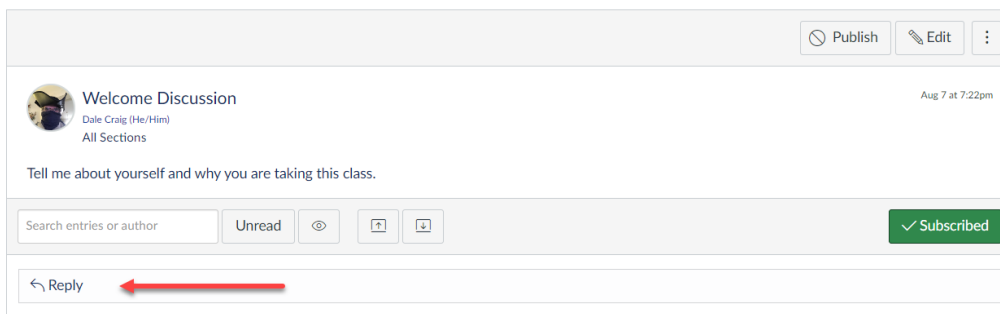 Publish Edit
Welcome Discussion
Aug 7 at 7:22pm
Dale Craig (He/Him)
All Sections
Tell me about yourself and why you are taking this class.
Search entries or author Unread Subscribed
Reply